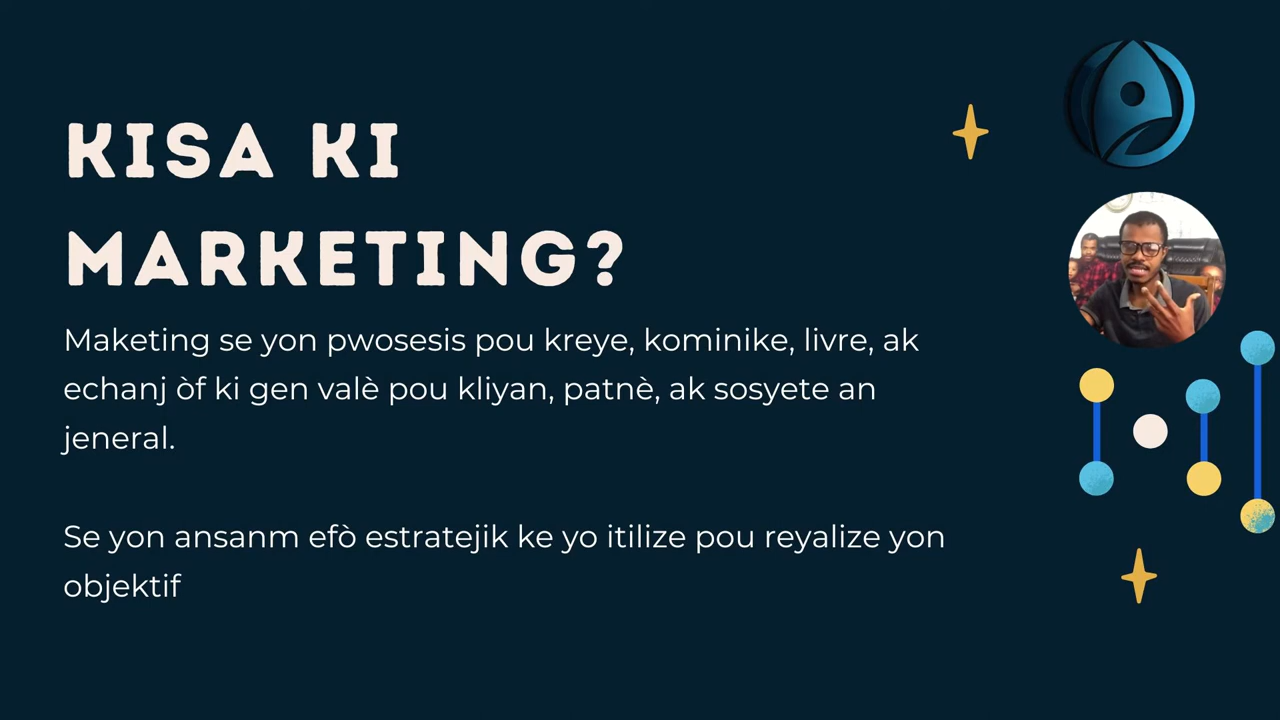 KISA KI
MARKETING?
Maketing se yon pwosesis pou kreye, kominike, livre, ak
echanj òf ki gen valè pou kliyan, patnè, ak sosyete an
jeneral.
Se yon ansanm efò estratejik ke yo itilize pou reyalize yon
objektif